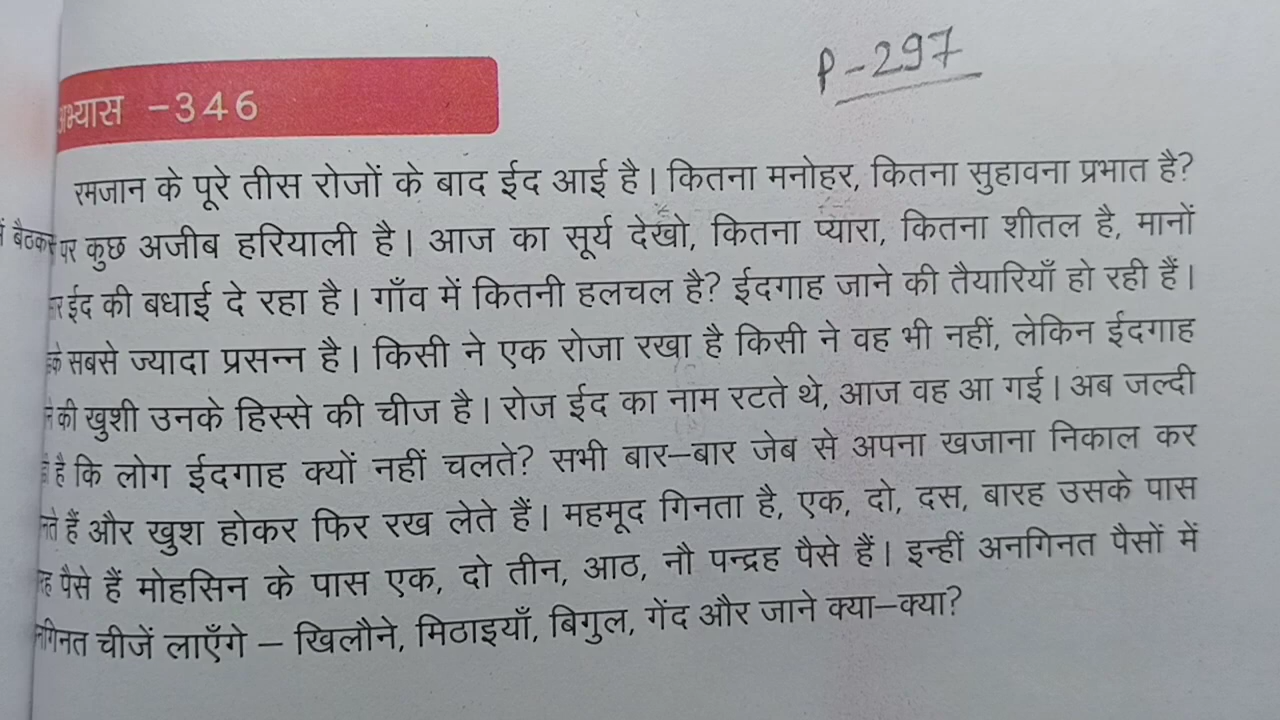 P-297
अभ्यास -346
रमजान के पूरे तीस रोजों के बाद ईद आई है। कितना मनोहर, कितना सुहावना प्रभात है?
बैठकर पर कुछ अजीब हरियाली है। आज का सूर्य देखो, कितना प्यारा, कितना शीतल है, मानों
ईद की बधाई दे रहा है। गाँव में कितनी हलचल है? ईदगाह जाने की तैयारियाँ हो रही हैं।
सबसे ज्यादा प्रसन्न है। किसी ने एक रोजा रखा है किसी ने वह भी नहीं, लेकिन ईदगाह
की खुशी उनके हिस्से की चीज है। रोज ईद का नाम रटते थे, आज वह आ गई। अब जल्दी
है कि लोग ईदगाह क्यों नहीं चलते? सभी बार-बार जेब से अपना खजाना निकाल कर
हैं और खुश होकर फिर रख लेते हैं। महमूद गिनता है, एक, दो, दस, बारह उसके पास
पैसे हैं मोहसिन के पास एक, दो तीन, आठ, नौ पन्द्रह पैसे हैं। इन्हीं अनगिनत पैसों में
चीजें लाएँगे – खिलौने, मिठाइयाँ, बिगुल, गेंद और जाने क्या-क्या?